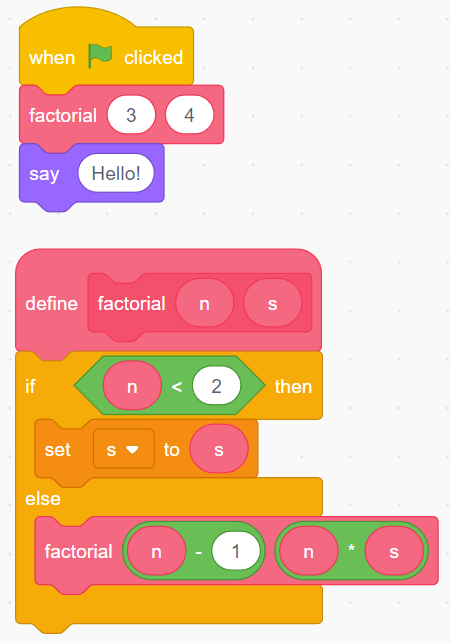 when clicked
factorial 3 4
say Hello!
define factorial n s
if n < 2 then
set s to s
else
factorial n - 1 n * s